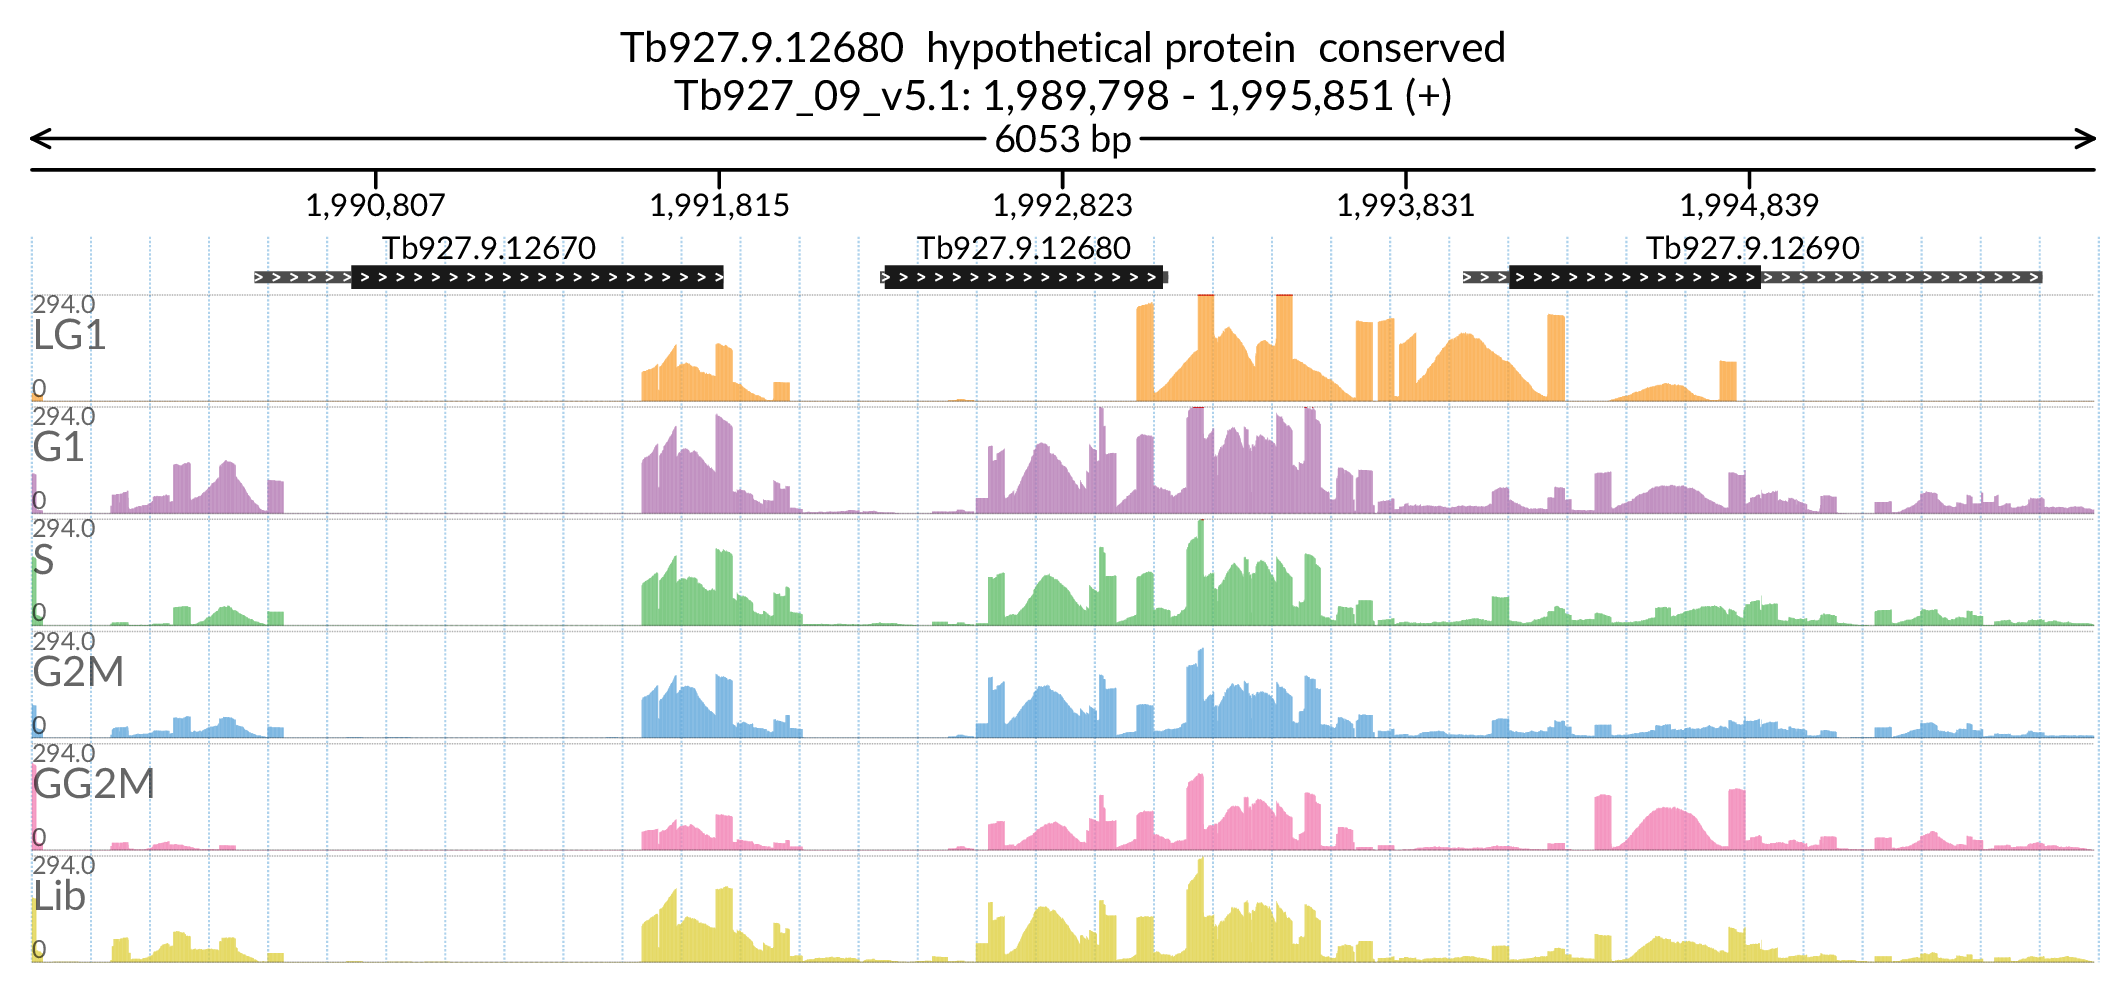 Tb927.9.12680 hypothetical protein conserved
Tb927_09_v5.1: 1,989,798 - 1,995,851 (+)
6053 bp
1,990,807 1,991,815 1,992,823 1,993,831 1,994,839
Tb927.9.12670 Tb927.9.12680 Tb927.9.12690
294.0
LG1
0
294.0
G1
0
294.0
S
0
294.0
G2M
0
294.0
GG2M
0
294.0
Lib
0